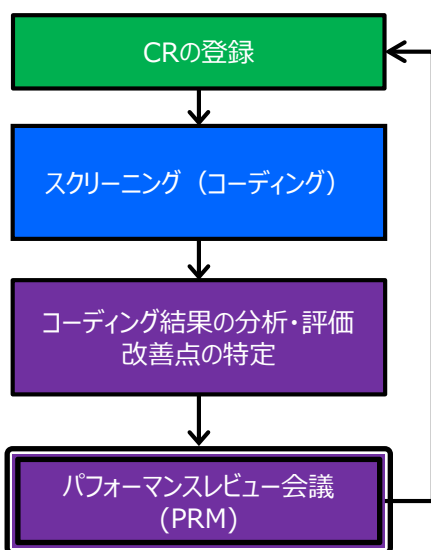 CRの登録
スクリーニング（コーディング）
コーディング結果の分析・評価
改善点の特定
パフォーマンスレビュー会議
(PRM)